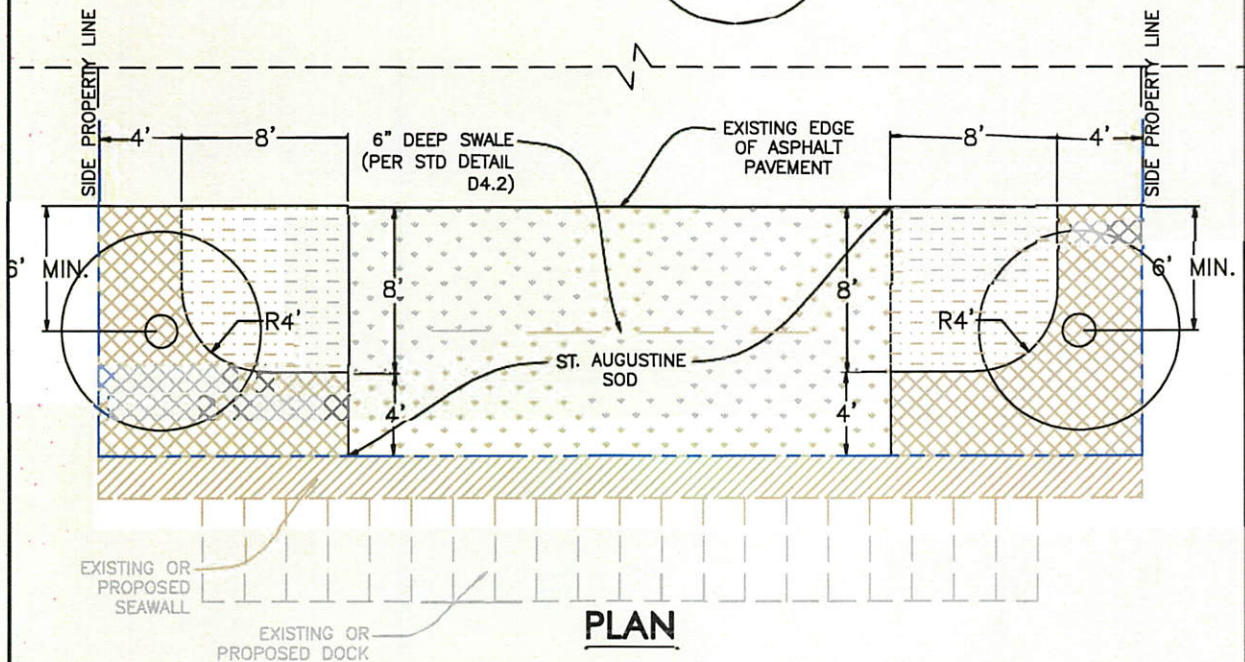 SIDE PROPERTY LINE
SIDE PROPERTY LINE
4'
8'
6" DEEP SWALE
(PER STD DETAIL
D4.2)
EXISTING EDGE
OF ASPHALT
PAVEMENT
8'
4'
6' MIN.
8'
8'
6' MIN.
R4'
R4'
ST. AUGUSTINE
SOD
4'
4'
EXISTING OR
PROPOSED
SEAWALL
EXISTING OR
PROPOSED DOCK
PLAN